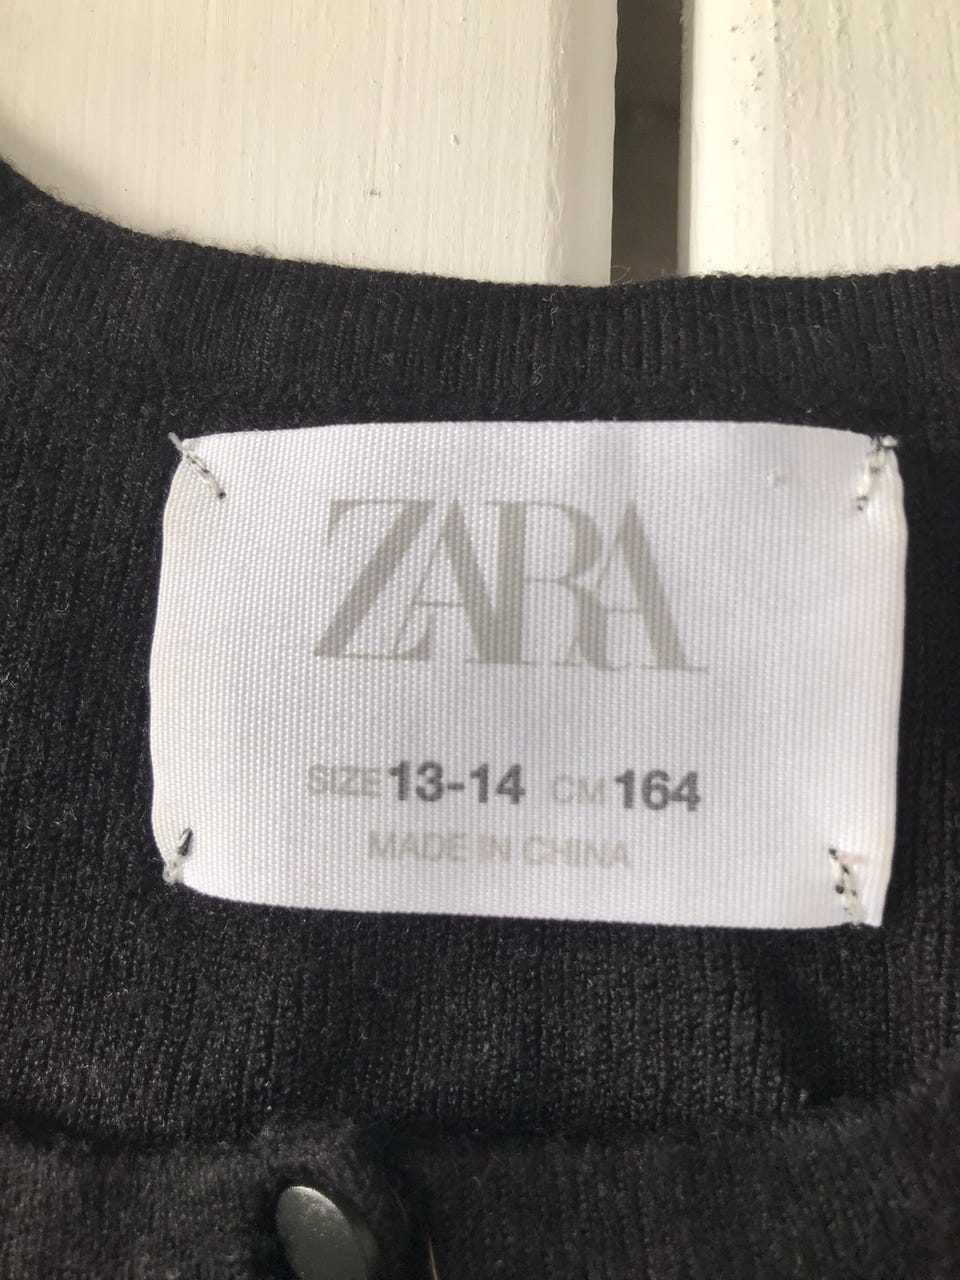 ZARA
SIZE 13-14 CM 164
MADE IN CHINA